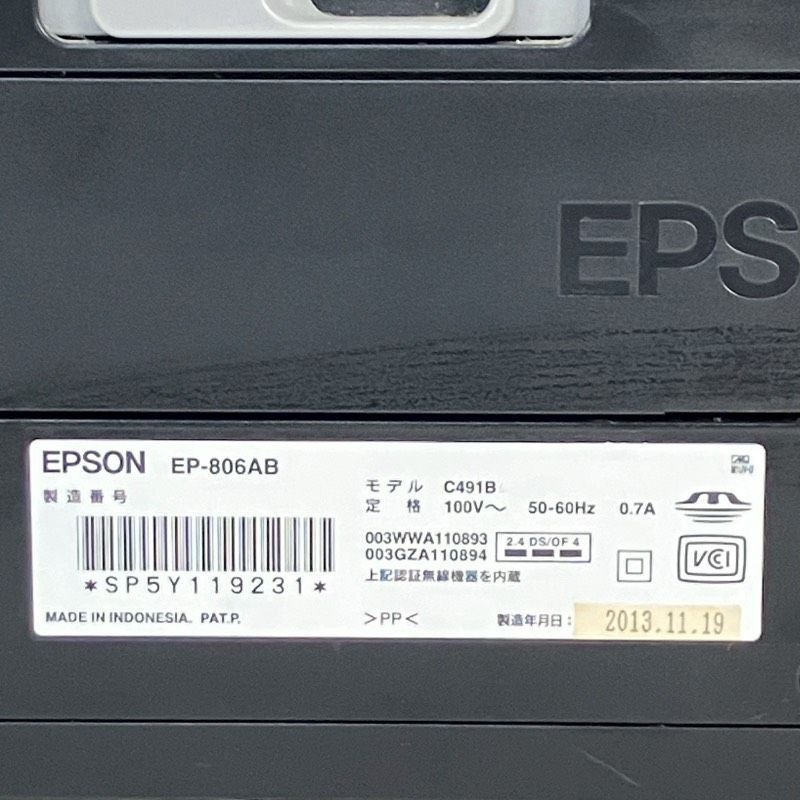 EPS
EPSON EP-806AB
製造番号
*SP5Y119231*
MADE IN INDONESIA. PAT.P.
モデル C491B
定格 100V～ 50-60Hz 0.7A
003WWA110893
003GZA110894
2.4 DS/OF 4
上記認証無線機器を内蔵
>PP<
VCI
製造年月日: 2013.11.19